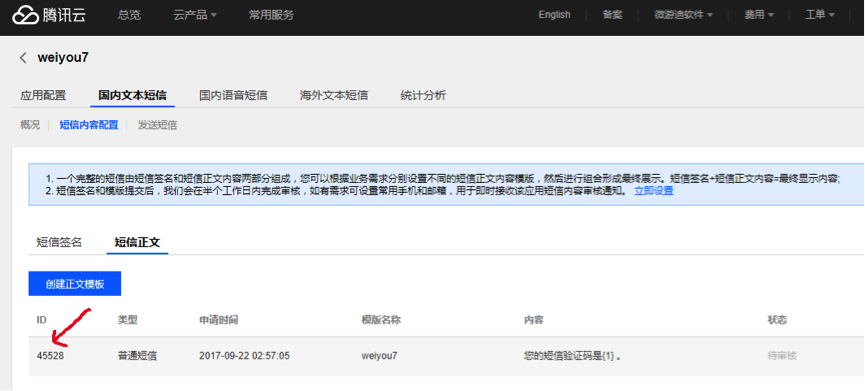 腾讯云 总览 云产品 常用服务 English 备案 微游迪软件 费用 工单
weiyou7
应用配置 国内文本短信 国内语音短信 海外文本短信 统计分析
概况 短信内容配置 发送短信
1. 一个完整的短信由短信签名和短信正文内容两部分组成，您可以根据业务需求分别设置不同的短信正文内容模版，然后进行组合形成最终展示。短信签名+短信正文内容=最终显示内容;
2. 短信签名和模版提交后，我们会在半个工作日内完成审核，如有需求可设置常用手机和邮箱，用于即时接收该应用短信内容审核通知。 立即设置
短信签名 短信正文
创建正文模板
ID 类型 申请时间 模版名称 内容 状态
45528 普通短信 2017-09-22 02:57:05 weiyou7 您的短信验证码是{1} 。 待审核